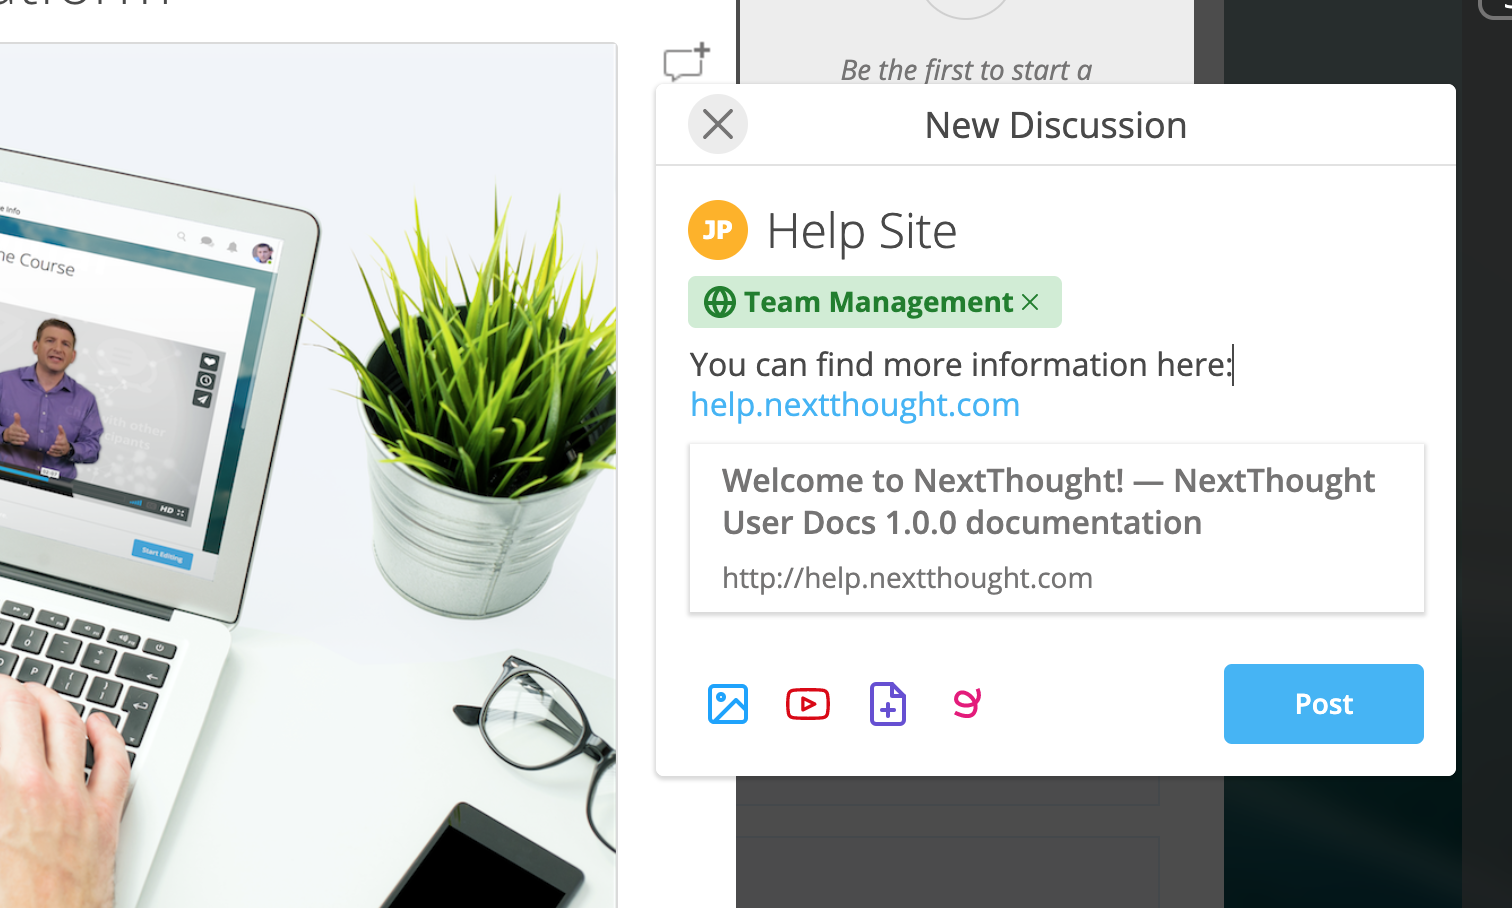 Be the first to start a
New Discussion
JP
Help Site
Team Management
You can find more information here:
help.nextthought.com
Welcome to NextThought! — NextThought
User Docs 1.0.0 documentation
http://help.nextthought.com
Post
e Info
ne Course
with other
HD
Start Editing